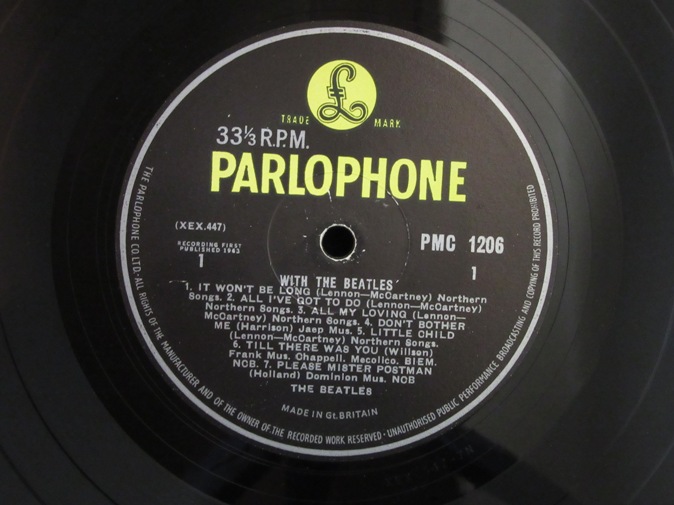 £
TRADE MARK
33⅓ R.P.M.
PARLOPHONE
(XEX.447)
PMC 1206
RECORDING FIRST
PUBLISHED 1963
1
1
WITH THE BEATLES
1. IT WON'T BE LONG (Lennon—McCartney) Northern
Songs. 2. ALL I'VE GOT TO DO (Lennon—McCartney)
Northern Songs. 3. ALL MY LOVING (Lennon—
McCartney) Northern Songs. 4. DON'T BOTHER
ME (Harrison) Jaep Mus. 5. LITTLE CHILD
(Lennon—McCartney) Northern Songs.
6. TILL THERE WAS YOU (Willson)
Frank Mus. Chappell. Mecolico. BIEM.
NCB. 7. PLEASE MISTER POSTMAN
(Holland) Dominion Mus. NCB
THE BEATLES
MADE IN Gt. BRITAIN
THE PARLOPHONE CO. LTD. · ALL RIGHTS OF THE MANUFACTURER AND OF THE OWNER OF THE RECORDED WORK RESERVED · UNAUTHORISED PUBLIC PERFORMANCE BROADCASTING AND COPYING OF THIS RECORD PROHIBITED